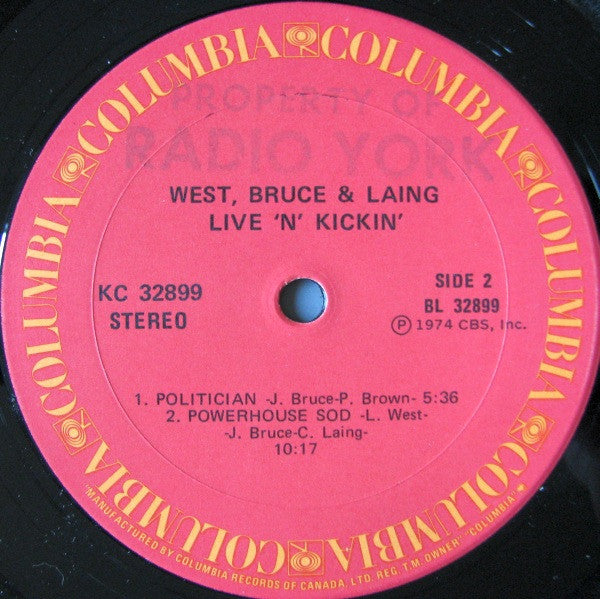 COLUMBIA COLUMBIA COLUMBIA COLUMBIA COLUMBIA COLUMBIA
PROPERTY OF
RADIO YORK
WEST, BRUCE & LAING
LIVE 'N' KICKIN'
KC 32899
STEREO
SIDE 2
BL 32899
Ⓟ 1974 CBS, Inc.
1. POLITICIAN -J. Bruce-P. Brown- 5:36
2. POWERHOUSE SOD -L. West-
-J. Bruce-C. Laing-
10:17
"MANUFACTURED BY COLUMBIA RECORDS OF CANADA, LTD. REG. T.M. OWNER" "COLUMBIA"